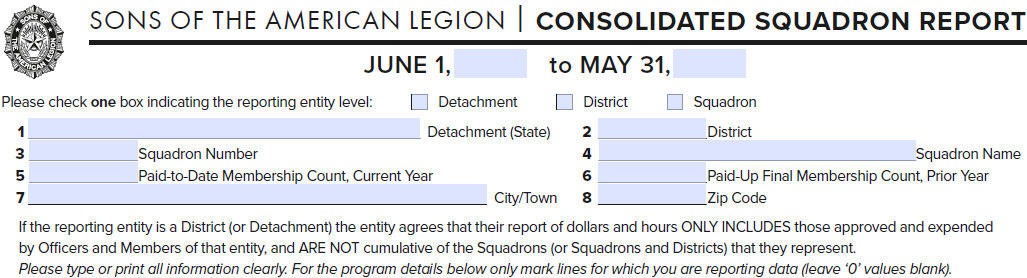 SONS OF THE AMERICAN LEGION | CONSOLIDATED SQUADRON REPORT
SONS OF THE AMERICAN LEGION
JUNE 1, to MAY 31,
Please check one box indicating the reporting entity level: Detachment District Squadron
1 Detachment (State) 2 District
3 Squadron Number 4 Squadron Name
5 Paid-to-Date Membership Count, Current Year 6 Paid-Up Final Membership Count, Prior Year
7 City/Town 8 Zip Code
If the reporting entity is a District (or Detachment) the entity agrees that their report of dollars and hours ONLY INCLUDES those approved and expended
by Officers and Members of that entity, and ARE NOT cumulative of the Squadrons (or Squadrons and Districts) that they represent.
Please type or print all information clearly. For the program details below only mark lines for which you are reporting data (leave ‘0’ values blank).